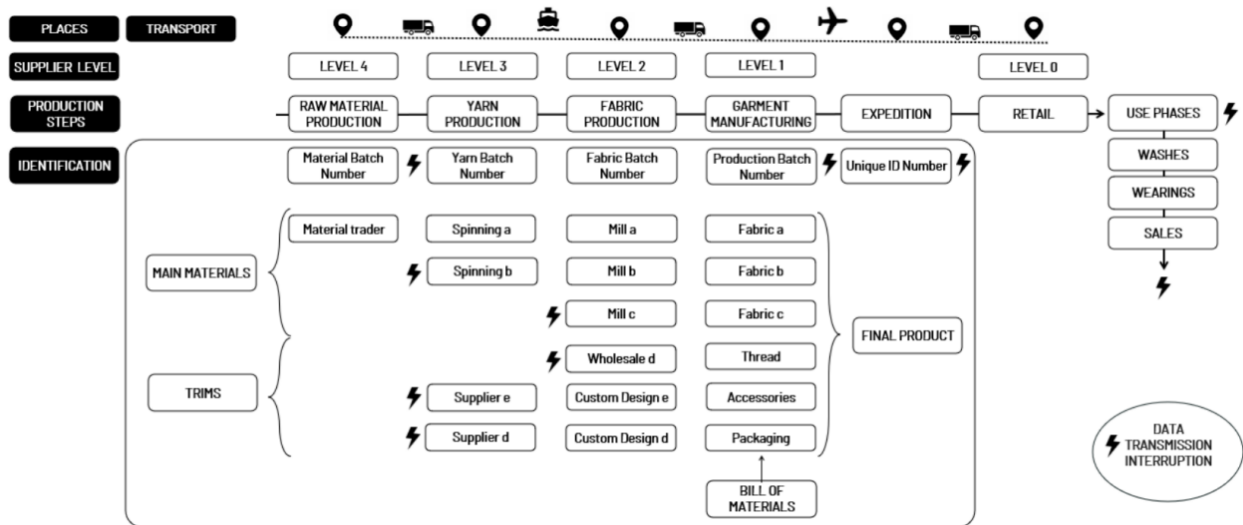 PLACES
TRANSPORT
SUPPLIER LEVEL
LEVEL 4
LEVEL 3
LEVEL 2
LEVEL 1
LEVEL 0
PRODUCTION
STEPS
RAW MATERIAL
PRODUCTION
YARN
PRODUCTION
FABRIC
PRODUCTION
GARMENT
MANUFACTURING
EXPEDITION
RETAIL
USE PHASES
IDENTIFICATION
Material Batch
Number
Yarn Batch
Number
Fabric Batch
Number
Production Batch
Number
Unique ID Number
WASHES
WEARINGS
SALES
MAIN MATERIALS
TRIMS
Material trader
Spinning a
Mill a
Fabric a
Spinning b
Mill b
Fabric b
Mill c
Fabric c
Wholesale d
Thread
Supplier e
Custom Design e
Accessories
Supplier d
Custom Design d
Packaging
BILL OF
MATERIALS
FINAL PRODUCT
DATA
TRANSMISSION
INTERRUPTION